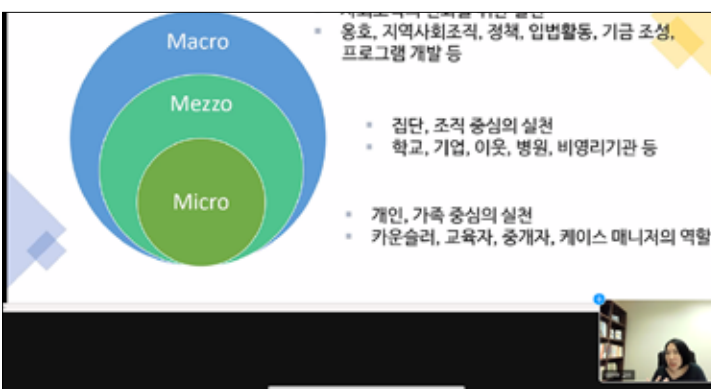 Macro
옹호, 지역사회조직, 정책, 입법활동, 기금 조성,
프로그램 개발 등
Mezzo
집단, 조직 중심의 실천
학교, 기업, 이웃, 병원, 비영리기관 등
Micro
개인, 가족 중심의 실천
카운슬러, 교육자, 중개자, 케이스 매니저의 역할